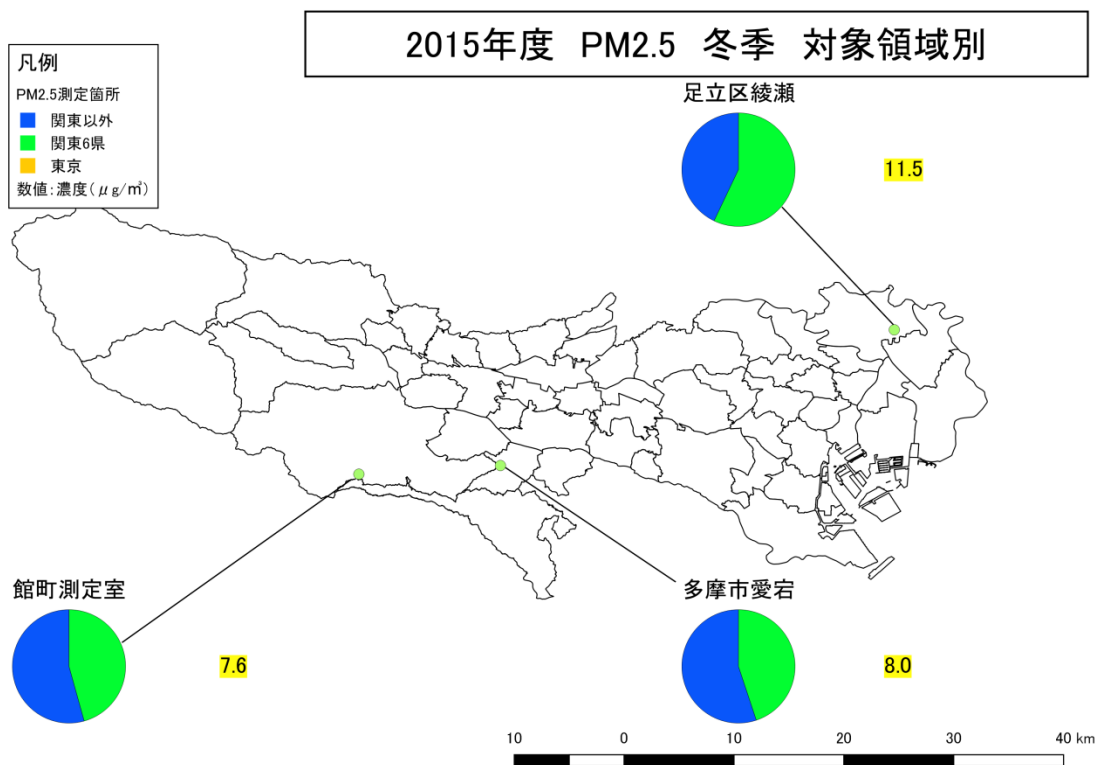 2015年度 PM2.5 冬季 対象領域別
凡例
PM2.5測定箇所
関東以外
関東6県
東京
数値:濃度(μg/㎥)
足立区綾瀬
11.5
館町測定室
7.6
多摩市愛宕
8.0
10 0 10 20 30 40 km